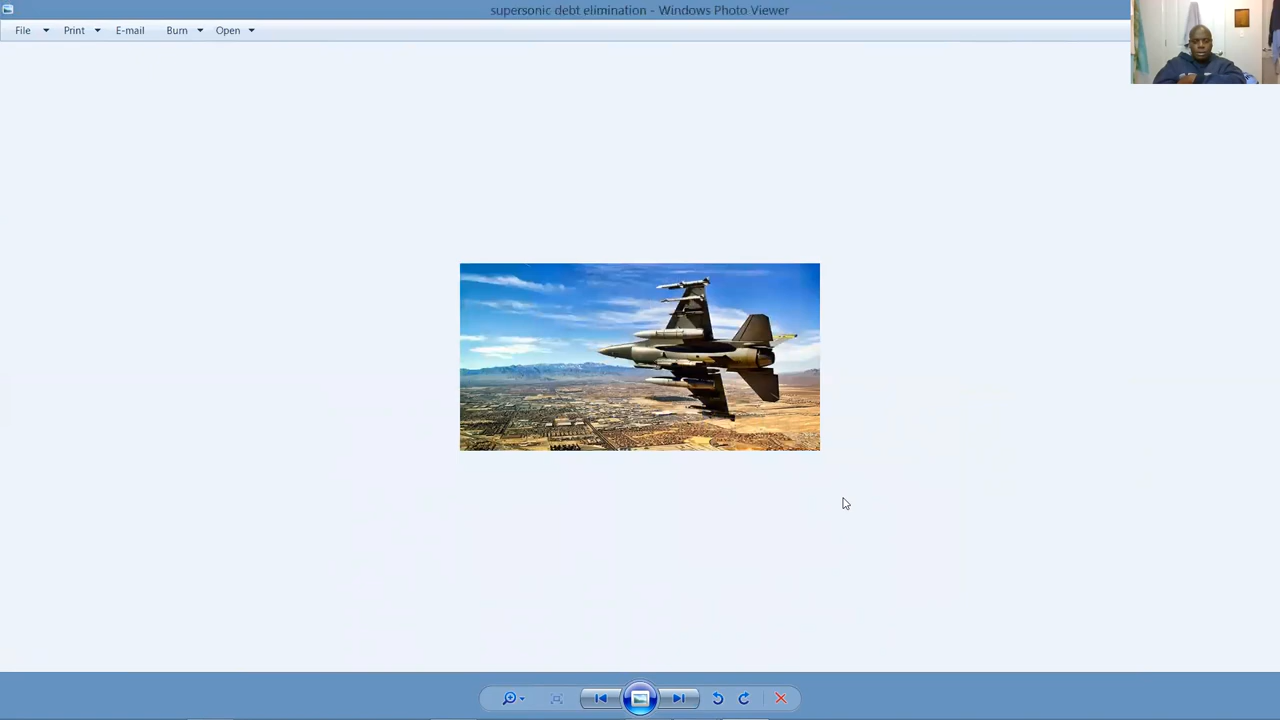 supersonic debt elimination - Windows Photo Viewer
File Print E-mail Burn Open